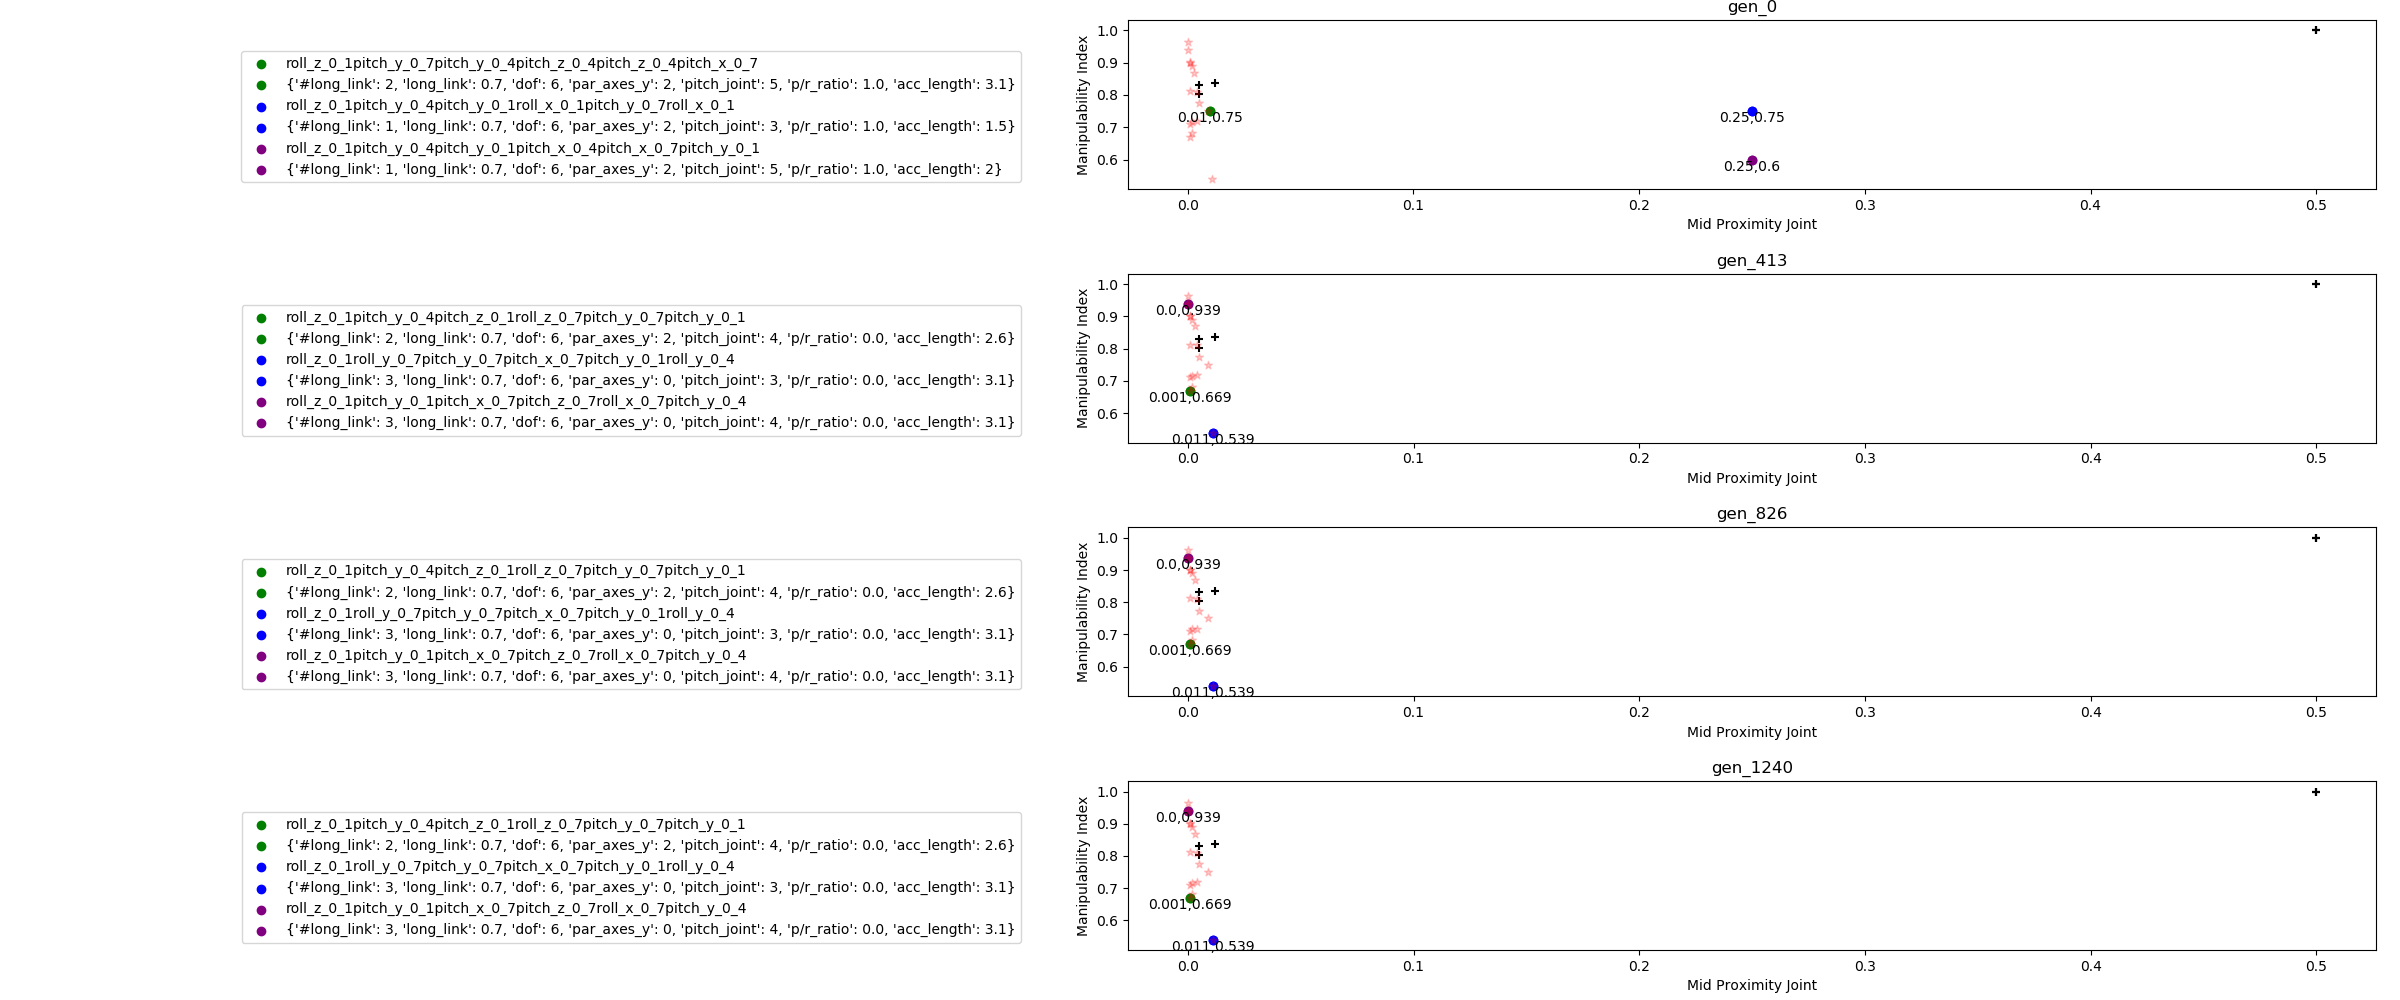 gen_0
roll_z_0_1pitch_y_0_7pitch_y_0_4pitch_z_0_4pitch_z_0_4pitch_x_0_7
{'#long_link': 2, 'long_link': 0.7, 'dof': 6, 'par_axes_y': 2, 'pitch_joint': 5, 'p/r_ratio': 1.0, 'acc_length': 3.1}
roll_z_0_1pitch_y_0_4pitch_y_0_1roll_x_0_1pitch_y_0_7roll_x_0_1
{'#long_link': 1, 'long_link': 0.7, 'dof': 6, 'par_axes_y': 2, 'pitch_joint': 3, 'p/r_ratio': 1.0, 'acc_length': 1.5}
roll_z_0_1pitch_y_0_4pitch_y_0_1pitch_x_0_4pitch_x_0_7pitch_y_0_1
{'#long_link': 1, 'long_link': 0.7, 'dof': 6, 'par_axes_y': 2, 'pitch_joint': 5, 'p/r_ratio': 1.0, 'acc_length': 2}
Manipulability Index
1.0
0.9
0.8
0.7
0.6
0.01,0.75
0.25,0.75
0.25,0.6
0.0 0.1 0.2 0.3 0.4 0.5
Mid Proximity Joint
gen_413
roll_z_0_1pitch_y_0_4pitch_z_0_1roll_z_0_7pitch_y_0_7pitch_y_0_1
{'#long_link': 2, 'long_link': 0.7, 'dof': 6, 'par_axes_y': 2, 'pitch_joint': 4, 'p/r_ratio': 0.0, 'acc_length': 2.6}
roll_z_0_1roll_y_0_7pitch_y_0_7pitch_x_0_7pitch_y_0_1roll_y_0_4
{'#long_link': 3, 'long_link': 0.7, 'dof': 6, 'par_axes_y': 0, 'pitch_joint': 3, 'p/r_ratio': 0.0, 'acc_length': 3.1}
roll_z_0_1pitch_y_0_1pitch_x_0_7pitch_z_0_7roll_x_0_7pitch_y_0_4
{'#long_link': 3, 'long_link': 0.7, 'dof': 6, 'par_axes_y': 0, 'pitch_joint': 4, 'p/r_ratio': 0.0, 'acc_length': 3.1}
Manipulability Index
1.0
0.9
0.8
0.7
0.6
0.0,0.939
0.001,0.669
0.011,0.539
0.0 0.1 0.2 0.3 0.4 0.5
Mid Proximity Joint
gen_826
roll_z_0_1pitch_y_0_4pitch_z_0_1roll_z_0_7pitch_y_0_7pitch_y_0_1
{'#long_link': 2, 'long_link': 0.7, 'dof': 6, 'par_axes_y': 2, 'pitch_joint': 4, 'p/r_ratio': 0.0, 'acc_length': 2.6}
roll_z_0_1roll_y_0_7pitch_y_0_7pitch_x_0_7pitch_y_0_1roll_y_0_4
{'#long_link': 3, 'long_link': 0.7, 'dof': 6, 'par_axes_y': 0, 'pitch_joint': 3, 'p/r_ratio': 0.0, 'acc_length': 3.1}
roll_z_0_1pitch_y_0_1pitch_x_0_7pitch_z_0_7roll_x_0_7pitch_y_0_4
{'#long_link': 3, 'long_link': 0.7, 'dof': 6, 'par_axes_y': 0, 'pitch_joint': 4, 'p/r_ratio': 0.0, 'acc_length': 3.1}
Manipulability Index
1.0
0.9
0.8
0.7
0.6
0.0,0.939
0.001,0.669
0.011,0.539
0.0 0.1 0.2 0.3 0.4 0.5
Mid Proximity Joint
gen_1240
roll_z_0_1pitch_y_0_4pitch_z_0_1roll_z_0_7pitch_y_0_7pitch_y_0_1
{'#long_link': 2, 'long_link': 0.7, 'dof': 6, 'par_axes_y': 2, 'pitch_joint': 4, 'p/r_ratio': 0.0, 'acc_length': 2.6}
roll_z_0_1roll_y_0_7pitch_y_0_7pitch_x_0_7pitch_y_0_1roll_y_0_4
{'#long_link': 3, 'long_link': 0.7, 'dof': 6, 'par_axes_y': 0, 'pitch_joint': 3, 'p/r_ratio': 0.0, 'acc_length': 3.1}
roll_z_0_1pitch_y_0_1pitch_x_0_7pitch_z_0_7roll_x_0_7pitch_y_0_4
{'#long_link': 3, 'long_link': 0.7, 'dof': 6, 'par_axes_y': 0, 'pitch_joint': 4, 'p/r_ratio': 0.0, 'acc_length': 3.1}
Manipulability Index
1.0
0.9
0.8
0.7
0.6
0.0,0.939
0.001,0.669
0.011,0.539
0.0 0.1 0.2 0.3 0.4 0.5
Mid Proximity Joint